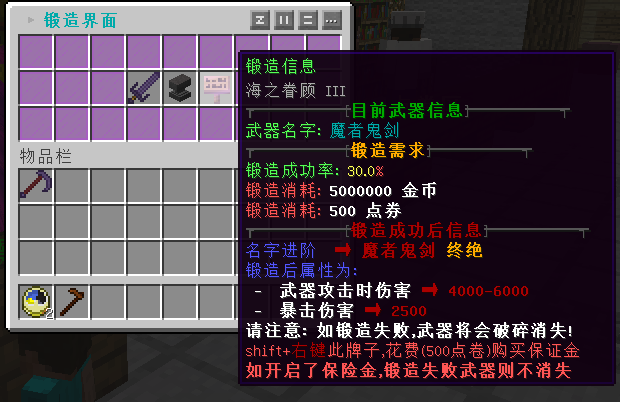 锻造界面
锻造信息
海之眷顾 III
[目前武器信息]
武器名字: 魔者鬼剑
[锻造需求]
锻造成功率: 30.0%
锻造消耗: 5000000 金币
锻造消耗: 500 点券
[锻造成功后信息]
名字进阶 ➡ 魔者鬼剑 终绝
锻造后属性为:
- 武器攻击时伤害 ➡ 4000-6000
- 暴击伤害 ➡ 2500
请注意: 如锻造失败,武器将会破碎消失!
shift+右键此牌子,花费(500点卷)购买保证金
如开启了保险金,锻造失败武器则不消失
物品栏
2